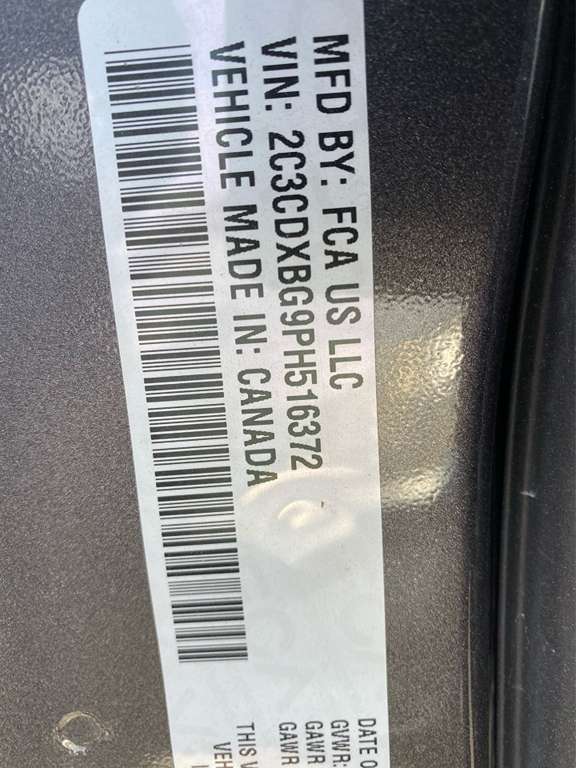 MFD BY: FCA US LLC
VIN: 2C3CDXBG9PH516372
VEHICLE MADE IN: CANADA
DATE O
GVWR:
GAWR
GAWR
THIS V
VEH